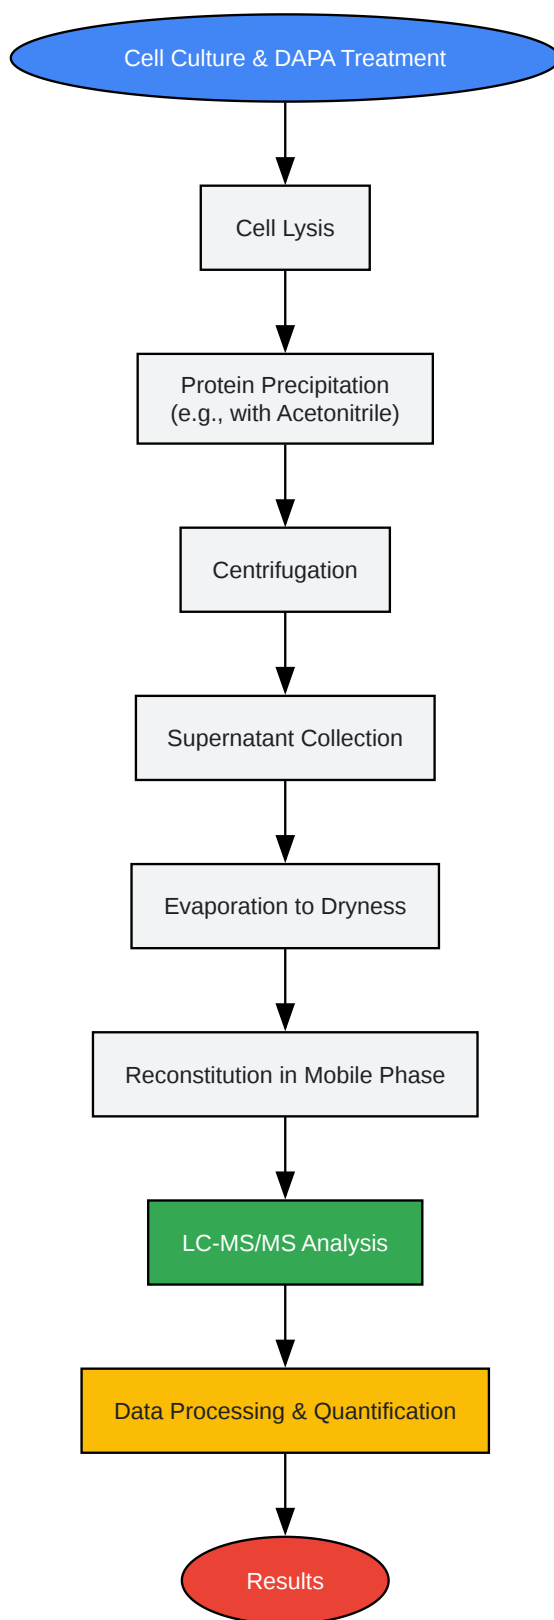 Cell Culture & DAPA Treatment
Cell Lysis
Protein Precipitation
(e.g., with Acetonitrile)
Centrifugation
Supernatant Collection
Evaporation to Dryness
Reconstitution in Mobile Phase
LC-MS/MS Analysis
Data Processing & Quantification
Results